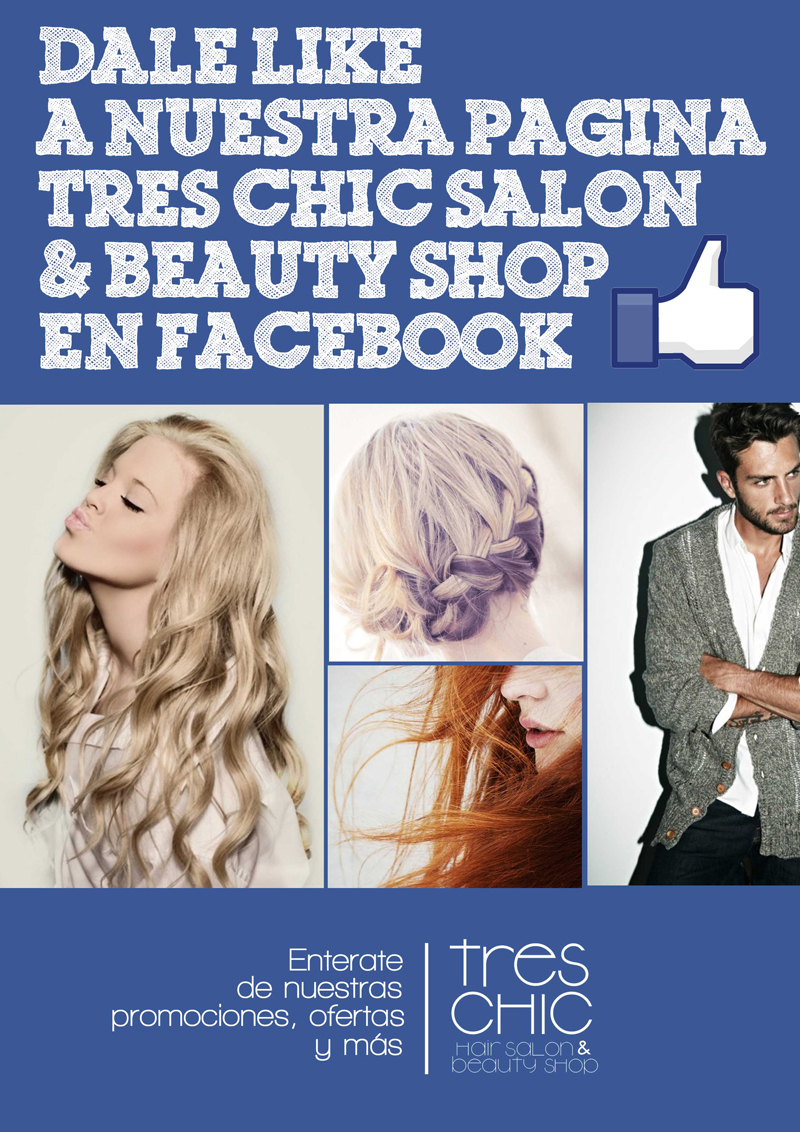 DALE LIKE
A NUESTRA PAGINA
TRES CHIC SALON
& BEAUTY SHOP
EN FACEBOOK
Enterate
de nuestras
promociones, ofertas
y más
tres
CHIC
Hair salon &
beauty shop